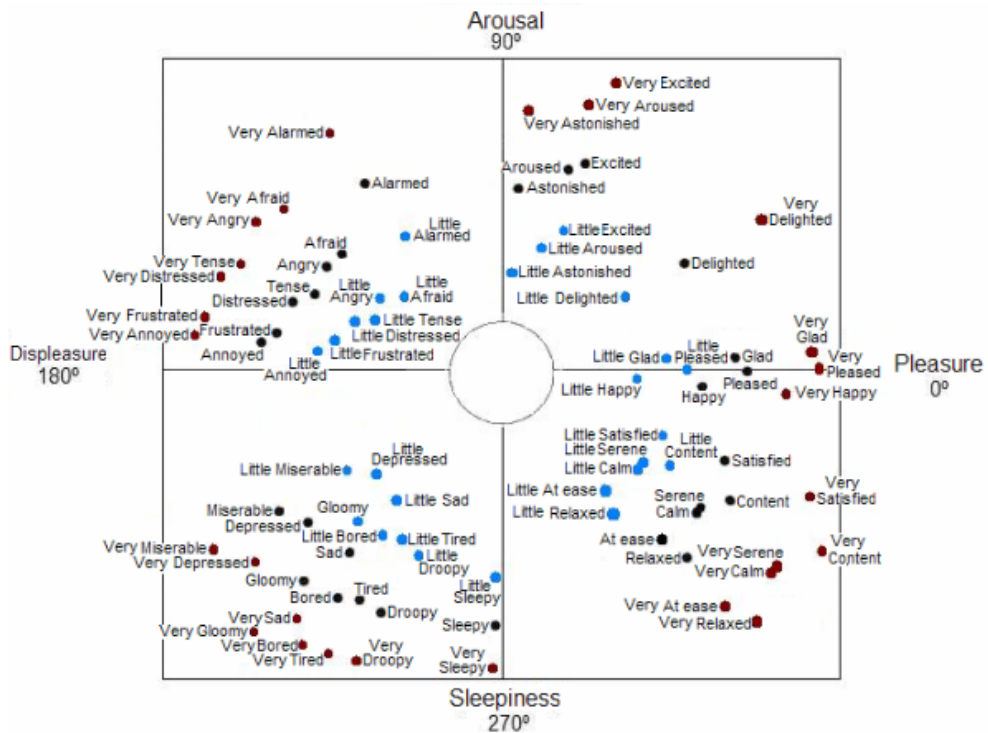 Arousal
90º
Very Excited
Very Aroused
Very Astonished
Very Alarmed
Aroused
Excited
Alarmed
Astonished
Very Afraid
Very
Delighted
Very Angry
Little
Alarmed
Little Excited
Afraid
Little Aroused
Very Tense
Angry
Delighted
Very Distressed
Little Astonished
Tense
Little
Angry
Little
Afraid
Distressed
Little Delighted
Very Frustrated
Little Tense
Very Annoyed
Frustrated
Little Distressed
Very
Glad
Annoyed
Little
Annoyed
Little
Frustrated
Displeasure
180º
Little Glad
Little
Pleased
Glad
Very
Pleased
Pleasure
0º
Little Happy
Happy
Pleased
Very Happy
Little Satisfied
Little
Content
Little
Depressed
Little Serene
Little Miserable
Little Calm
Satisfied
Little At ease
Little Sad
Very
Satisfied
Miserable
Gloomy
Little Relaxed
Serene
Calm
Content
Depressed
Little Bored
Little Tired
At ease
Very Miserable
Sad
Little
Droopy
Relaxed
Very Serene
Very
Content
Very Depressed
Very Calm
Gloomy
Little
Sleepy
Bored
Tired
Droopy
Very At ease
Very Sad
Sleepy
Very Relaxed
Very Gloomy
Very Bored
Very Tired
Very
Droopy
Very
Sleepy
Sleepiness
270º